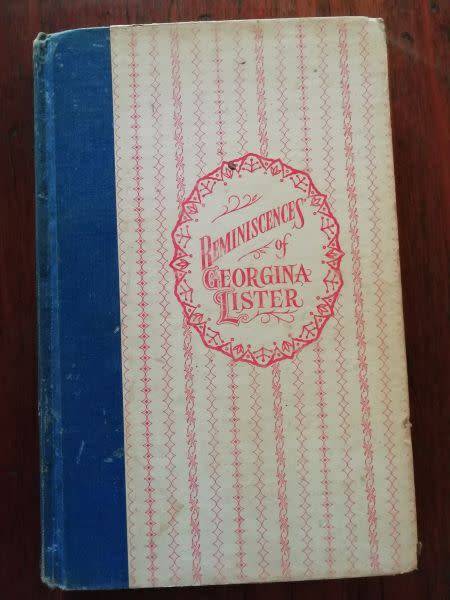 REMINISCENCES
of
GEORGINA
LISTER